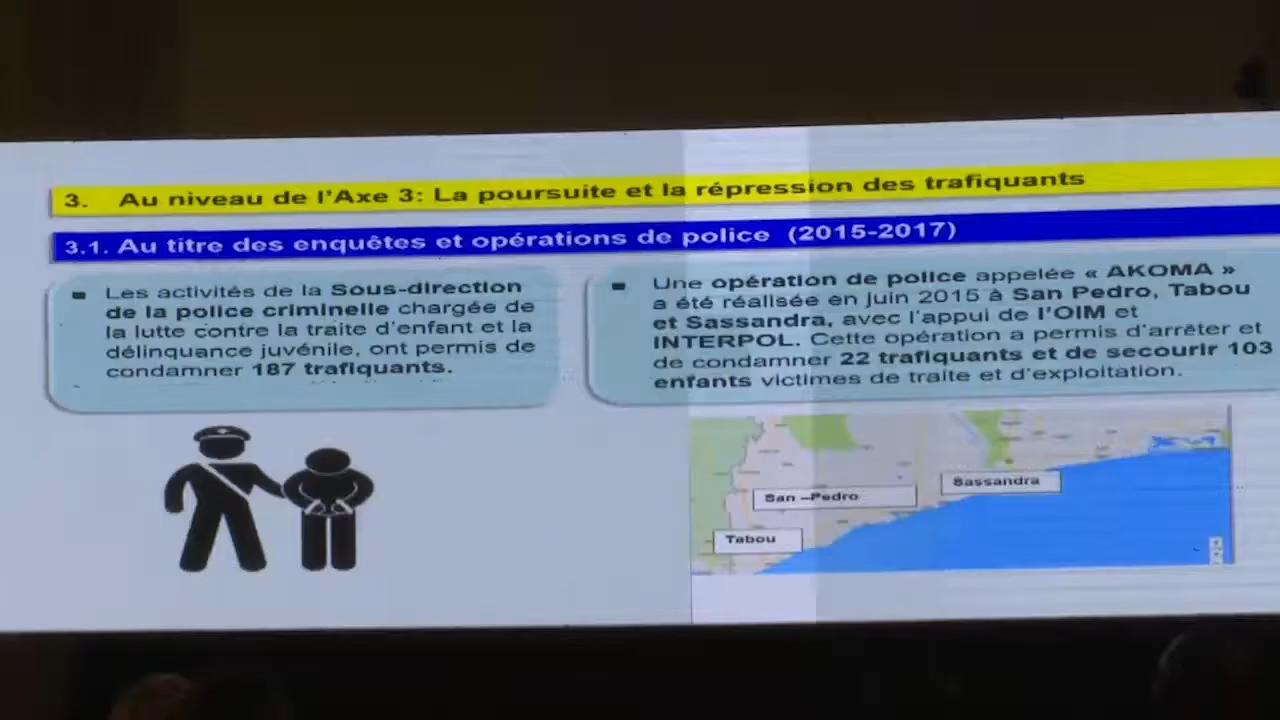 3. Au niveau de l'Axe 3: La poursuite et la répression des trafiquants
3.1. Au titre des enquêtes et opérations de police (2015-2017)
▪ Les activités de la Sous-direction
de la police criminelle chargée de
la lutte contre la traite d'enfant et la
délinquance juvénile, ont permis de
condamner 187 trafiquants.
▪ Une opération de police appelée « AKOMA »
a été réalisée en juin 2015 à San Pedro, Tabou
et Sassandra, avec l'appui de l'OIM et
INTERPOL. Cette opération a permis d'arrêter et
de condamner 22 trafiquants et de secourir 103
enfants victimes de traite et d'exploitation.
Sassandra
San –Pedro
Tabou